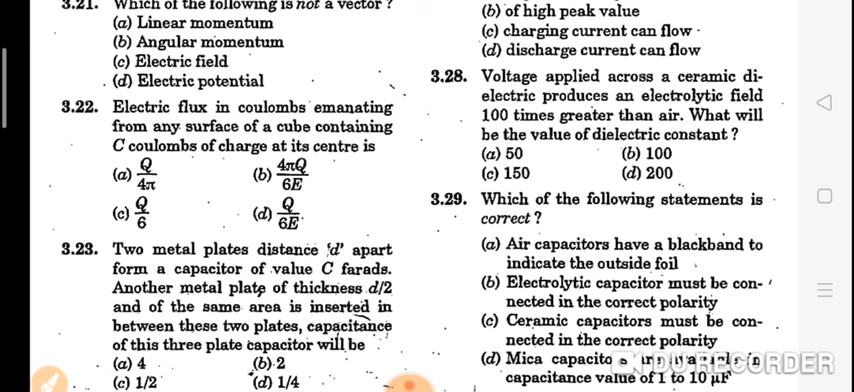 3.21. Which of the following is not a vector ?
(a) Linear momentum
(b) Angular momentum
(c) Electric field
(d) Electric potential
3.22. Electric flux in coulombs emanating
from any surface of a cube containing
C coulombs of charge at its centre is
(a) Q/4π (b) 4πQ/6E
(c) Q/6 (d) Q/6E
3.23. Two metal plates distance 'd' apart
form a capacitor of value C farads.
Another metal plate of thickness d/2
and of the same area is inserted in
between these two plates, capacitance
of this three plate capacitor will be
(a) 4 (b) 2
(c) 1/2 (d) 1/4
(b) of high peak value
(c) charging current can flow
(d) discharge current can flow
3.28. Voltage applied across a ceramic di-
electric produces an electrolytic field
100 times greater than air. What will
be the value of dielectric constant ?
(a) 50 (b) 100
(c) 150 (d) 200
3.29. Which of the following statements is
correct ?
(a) Air capacitors have a blackband to
indicate the outside foil
(b) Electrolytic capacitor must be con-
nected in the correct polarity
(c) Ceramic capacitors must be con-
nected in the correct polarity
(d) Mica
capacitance value of 1 to 10 μF